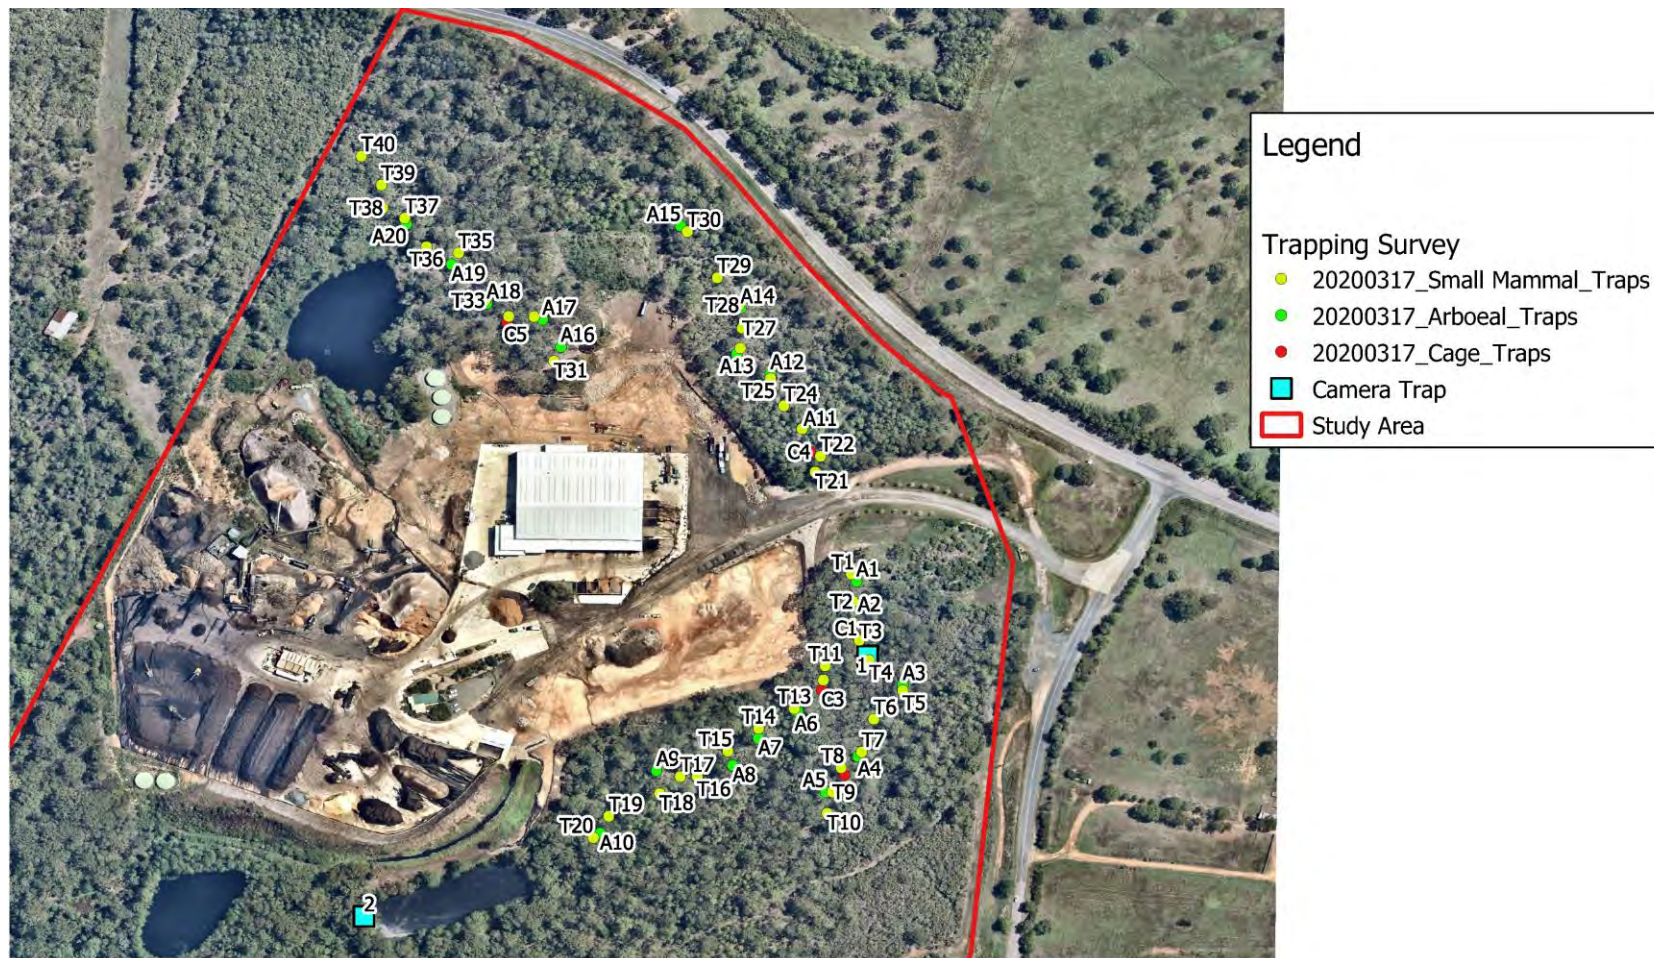 T40
T39
T38
T37
A20
T36
T35
A19
T33
A18
C5
A17
A16
T31
A15
T30
T29
T28
A14
T27
A13
A12
T25
T24
A11
C4
T22
T21
T1
A1
T2
A2
C1
T3
1
T4
A3
T5
T11
C3
T13
A6
T6
T14
A7
T7
T15
A8
T8
A4
A9
T17
T16
A5
T9
T18
T10
T19
T20
A10
2
Legend
Trapping Survey
20200317_Small Mammal_Traps
20200317_Arboeal_Traps
20200317_Cage_Traps
Camera Trap
Study Area